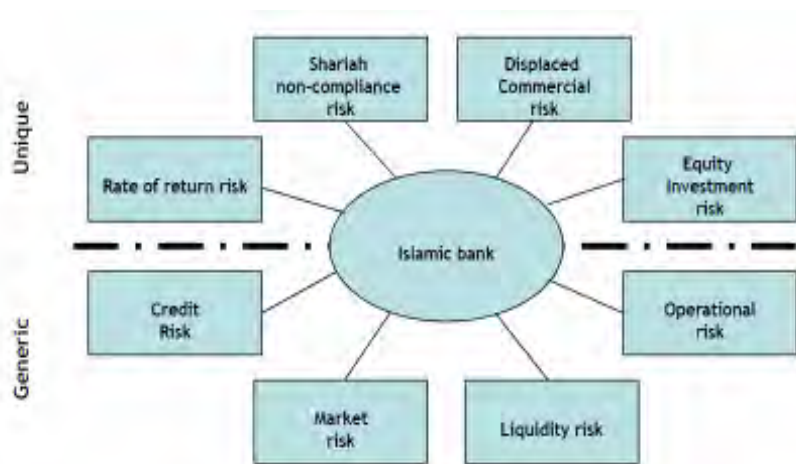 Unique
Shariah
non-compliance
risk
Displaced
Commercial
risk
Rate of return risk
Equity
Investment
risk
Islamic bank
Generic
Credit
Risk
Operational
risk
Market
risk
Liquidity risk